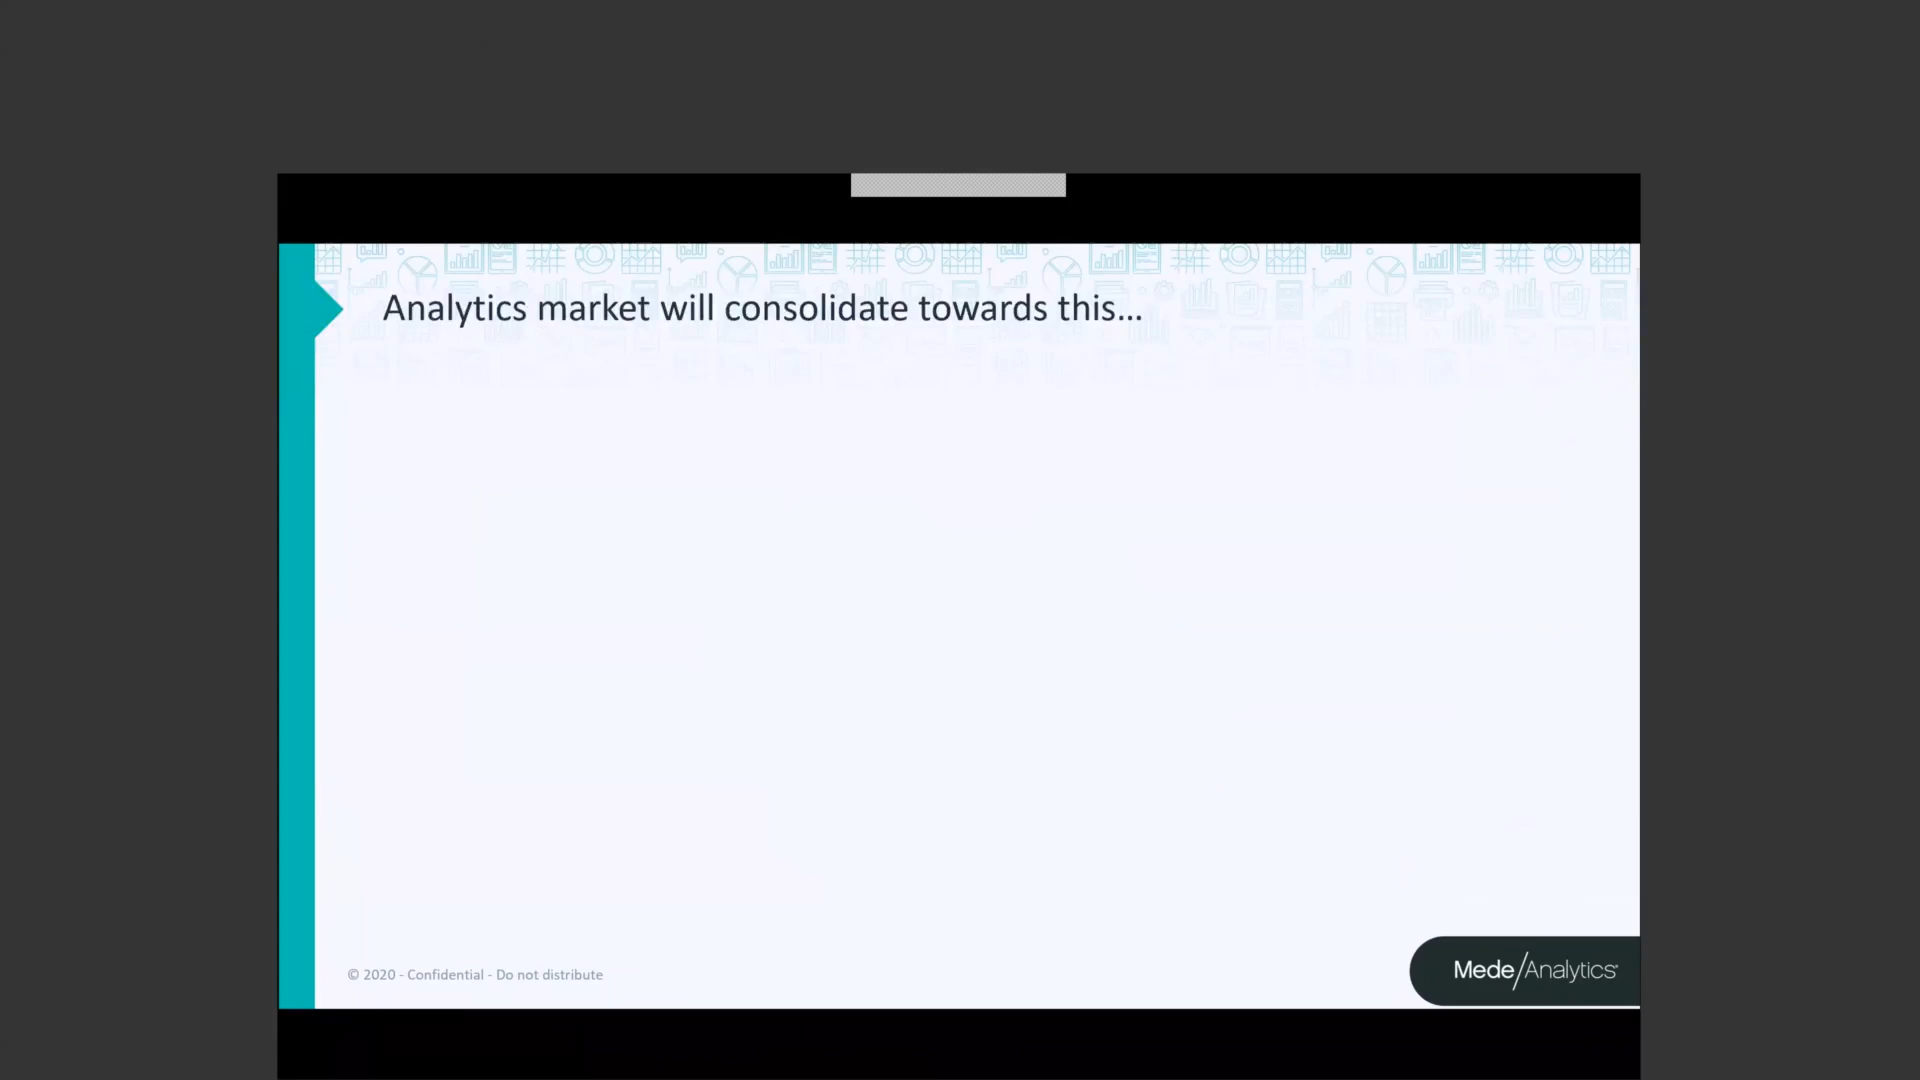 Analytics market will consolidate towards this...
© 2020 - Confidential - Do not distribute
Mede/Analytics